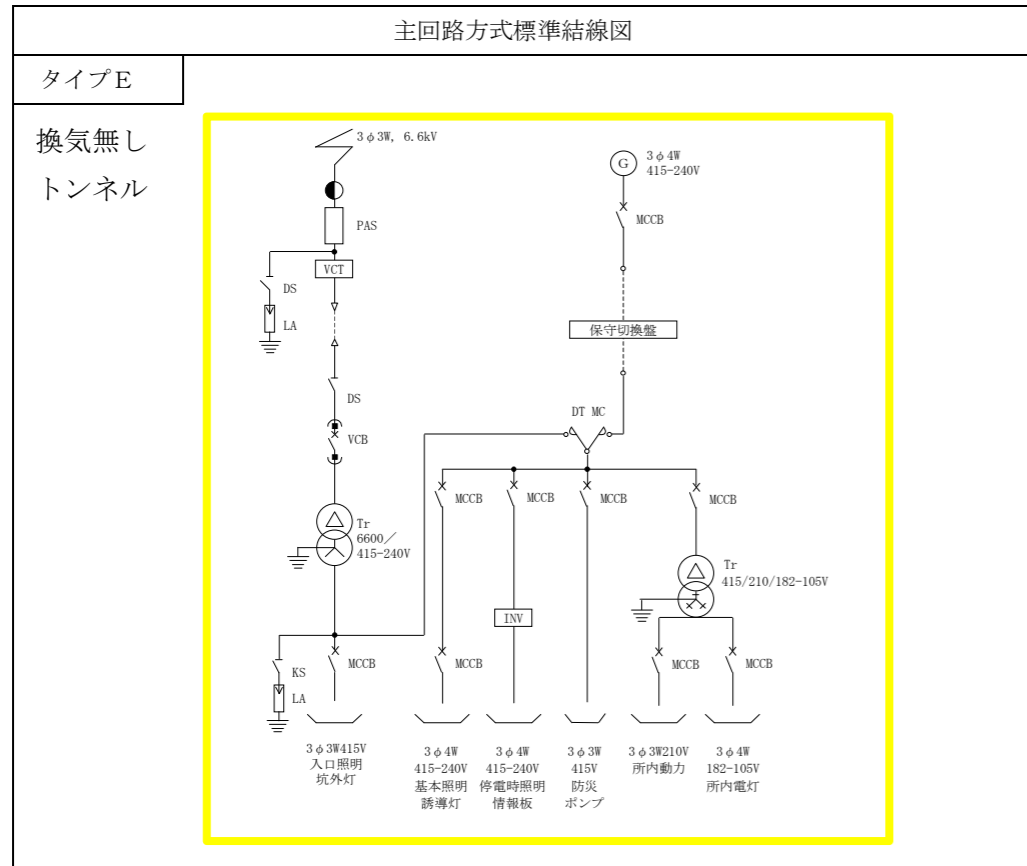 主回路方式標準結線図
タイプE
換気無し
トンネル
3φ3W, 6.6kV
PAS
VCT
DS
LA
DS
VCB
Tr
6600／
415-240V
KS
LA
MCCB
G
3φ4W
415-240V
MCCB
保守切換盤
DT MC
MCCB
MCCB
MCCB
MCCB
INV
MCCB
Tr
415/210/182-105V
MCCB
MCCB
3φ3W415V
入口照明
坑外灯
3φ4W
415-240V
基本照明
誘導灯
3φ4W
415-240V
停電時照明
情報板
3φ3W
415V
防災
ポンプ
3φ3W210V
所内動力
3φ4W
182-105V
所内電灯